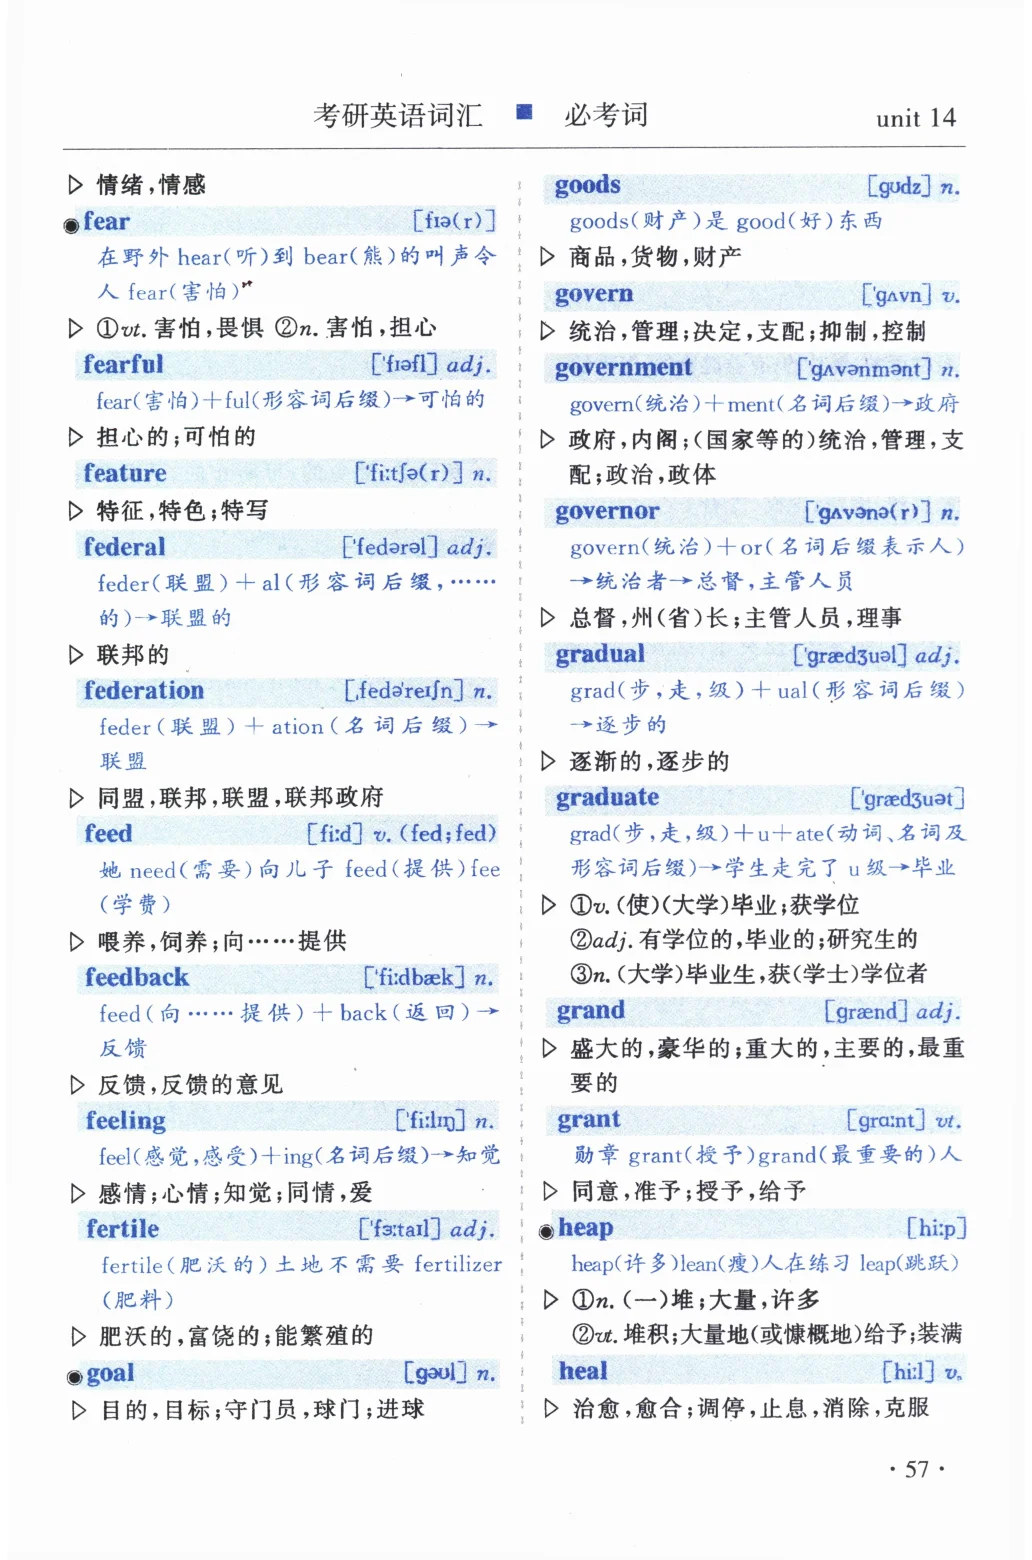 考研英语词汇 ■ 必考词 unit 14
▷ 情绪,情感
◉fear [fɪə(r)]
在野外 hear(听)到 bear(熊)的叫声令
人 fear(害怕)
▷ ①vt. 害怕,畏惧 ②n. 害怕,担心
fearful ['fɪəfl] adj.
fear(害怕)+ful(形容词后缀)→可怕的
▷ 担心的;可怕的
feature ['fi:tʃə(r)] n.
▷ 特征,特色;特写
federal ['fedərəl] adj.
feder(联盟)+al(形容词后缀,……
的)→联盟的
▷ 联邦的
federation [ˌfedə'reɪʃn] n.
feder(联盟)+ation(名词后缀)→
联盟
▷ 同盟,联邦,联盟,联邦政府
feed [fi:d] v. (fed;fed)
她 need(需要)向儿子 feed(提供)fee
(学费)
▷ 喂养,饲养;向……提供
feedback ['fi:dbæk] n.
feed(向……提供)+back(返回)→
反馈
▷ 反馈,反馈的意见
feeling ['fi:lɪŋ] n.
feel(感觉,感受)+ing(名词后缀)→知觉
▷ 感情;心情;知觉;同情,爱
fertile ['fɜ:taɪl] adj.
fertile(肥沃的)土地不需要 fertilizer
(肥料)
▷ 肥沃的,富饶的;能繁殖的
◉goal [gəʊl] n.
▷ 目的,目标;守门员,球门;进球
goods [gʊdz] n.
goods(财产)是 good(好)东西
▷ 商品,货物,财产
govern ['gʌvn] v.
▷ 统治,管理;决定,支配;抑制,控制
government ['gʌvənmənt] n.
govern(统治)+ment(名词后缀)→政府
▷ 政府,内阁;(国家等的)统治,管理,支
配;政治,政体
governor ['gʌvənə(r)] n.
govern(统治)+or(名词后缀表示人)
→统治者→总督,主管人员
▷ 总督,州(省)长;主管人员,理事
gradual ['grædʒuəl] adj.
grad(步,走,级)+ual(形容词后缀)
→逐步的
▷ 逐渐的,逐步的
graduate ['grædʒuət]
grad(步,走,级)+u+ate(动词、名词及
形容词后缀)→学生走完了 u 级→毕业
▷ ①v. (使)(大学)毕业;获学位
②adj. 有学位的,毕业的;研究生的
③n. (大学)毕业生,获(学士)学位者
grand [grænd] adj.
▷ 盛大的,豪华的;重大的,主要的,最重
要的
grant [grɑ:nt] vt.
勋章 grant(授予)grand(最重要的)人
▷ 同意,准予;授予,给予
◉heap [hi:p]
heap(许多)lean(瘦)人在练习 leap(跳跃)
▷ ①n. (一)堆;大量,许多
②vt. 堆积;大量地(或慷概地)给予;装满
heal [hi:l] v.
▷ 治愈,愈合;调停,止息,消除,克服
· 57 ·